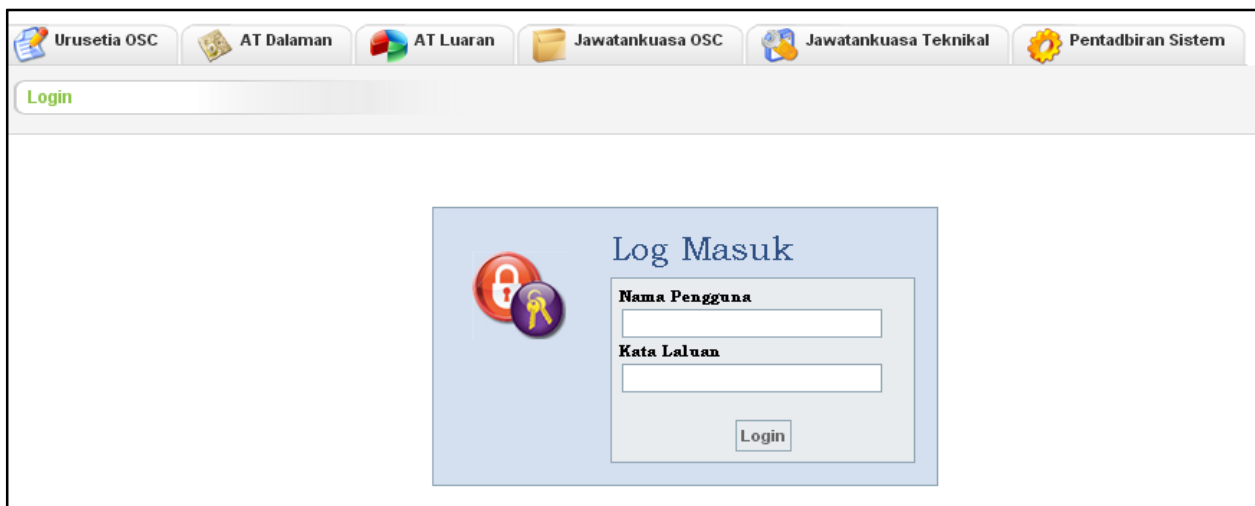 Urusetia OSC AT Dalaman AT Luaran Jawatankuasa OSC Jawatankuasa Teknikal Pentadbiran Sistem
Login
Log Masuk
Nama Pengguna
Kata Laluan
Login